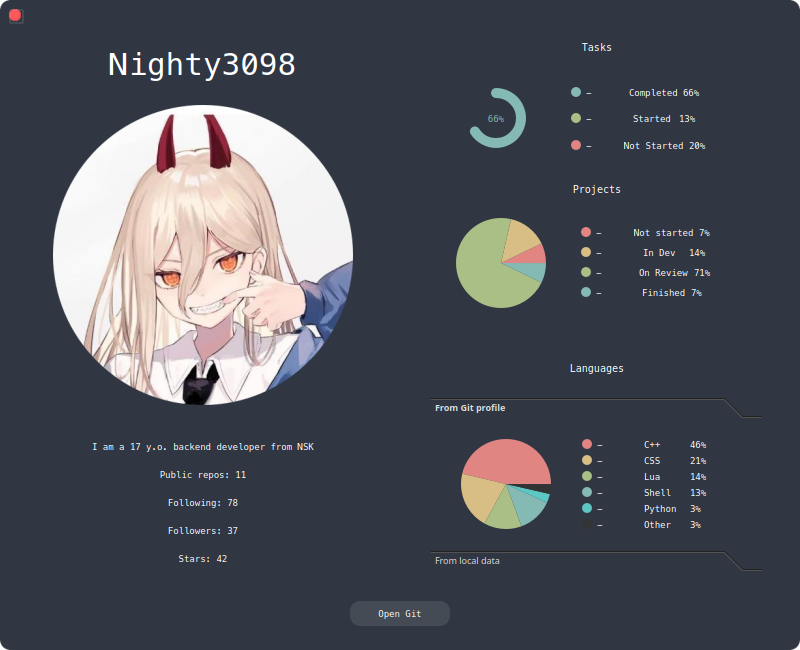 Nighty3098
I am a 17 y.o. backend developer from NSK
Public repos: 11
Following: 78
Followers: 37
Stars: 42
Tasks
66%
– Completed 66%
– Started 13%
– Not Started 20%
Projects
– Not started 7%
– In Dev 14%
– On Review 71%
– Finished 7%
Languages
From Git profile
– C++ 46%
– CSS 21%
– Lua 14%
– Shell 13%
– Python 3%
– Other 3%
From local data
Open Git